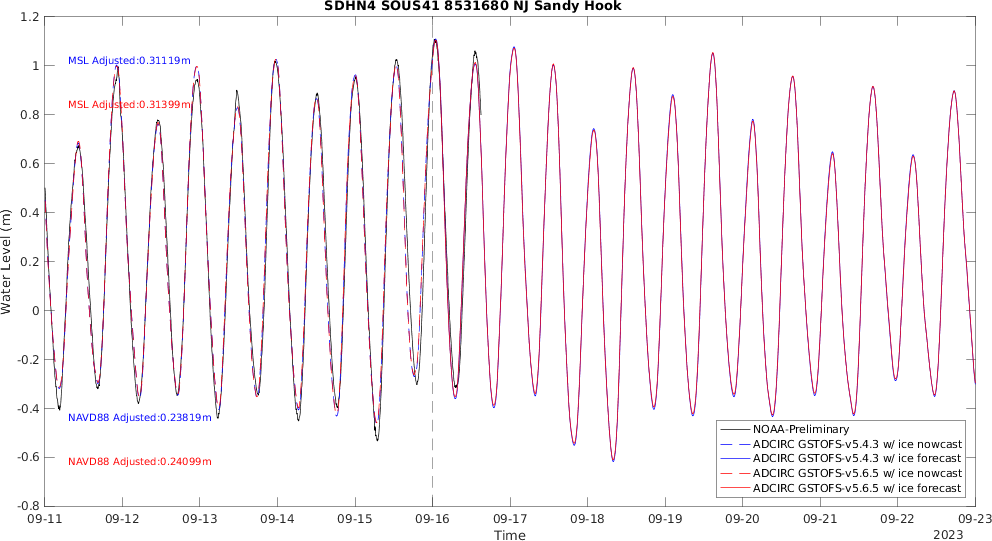 SDHN4 SOUS41 8531680 NJ Sandy Hook
1.2
1
0.8
0.6
0.4
0.2
0
-0.2
-0.4
-0.6
-0.8
Water Level (m)
MSL Adjusted:0.31119m
MSL Adjusted:0.31399m
NAVD88 Adjusted:0.23819m
NAVD88 Adjusted:0.24099m
NOAA-Preliminary
ADCIRC GSTOFS-v5.4.3 w/ ice nowcast
ADCIRC GSTOFS-v5.4.3 w/ ice forecast
ADCIRC GSTOFS-v5.6.5 w/ ice nowcast
ADCIRC GSTOFS-v5.6.5 w/ ice forecast
09-11 09-12 09-13 09-14 09-15 09-16 09-17 09-18 09-19 09-20 09-21 09-22 09-23
Time
2023